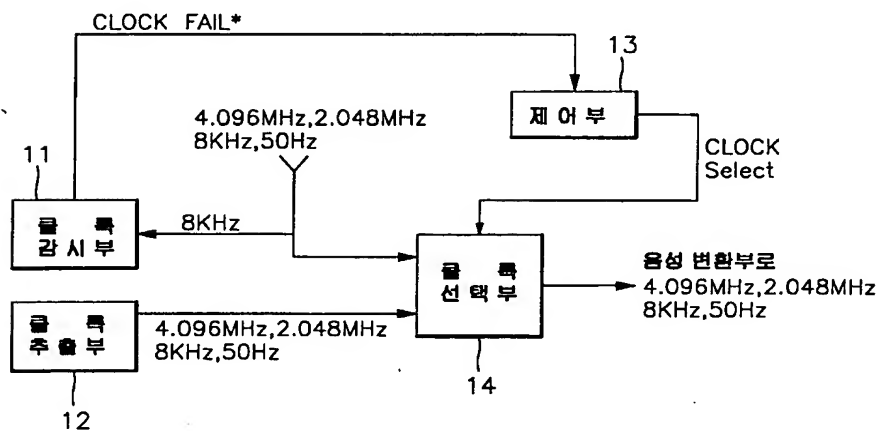 CLOCK FAIL*
13
제어부
4.096MHz,2.048MHz
8KHz,50Hz
CLOCK
Select
11
클록
감시부
8KHz
클록
선택부
음성 변환부로
4.096MHz,2.048MHz
8KHz,50Hz
클록
추출부
4.096MHz,2.048MHz
8KHz,50Hz
14
12